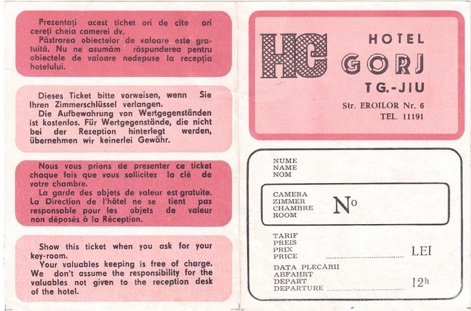 Prezentați acest tichet ori de cite ori
cereți cheia camerei dv.
Păstrarea obiectelor de valoare este gra-
tuită. Nu ne asumăm răspunderea pentru
obiectele de valoare nedepuse la recepția
hotelului.
Dieses Ticket bitte vorweisen, wenn Sie
Ihren Zimmerschlüssel verlangen.
Die Aufbewahrung von Wertgegenständen
ist kostenlos. Für Wertgegenstände, die nicht
bei der Rezeption hinterlegt werden,
übernehmen wir keinerlei Gewähr.
Nous vous prions de presenter ce ticket
chaque fois que vous sollicitez la clé de
votre chambre.
La garde des objets de valeur est gratuite.
La Direction de l'hôtel ne se tient pas
responsable pour les objets de valeur
non déposés à la Réception.
Show this ticket when you ask for your
key-room.
Your valuables keeping is free of charge.
We don't assume the responsibility for the
valuables not given to the reception desk
of the hotel.
HG
HOTEL
GORJ
TG.-JIU
Str. EROILOR Nr. 6
TEL. 11191
NUME
NAME
NOM
CAMERA
ZIMMER
CHAMBRE
ROOM
No
TARIF
PREIS
PRIX
PRICE LEI
DATA PLECĂRII
ABFAHRT
DÉPART
DEPARTURE 12h